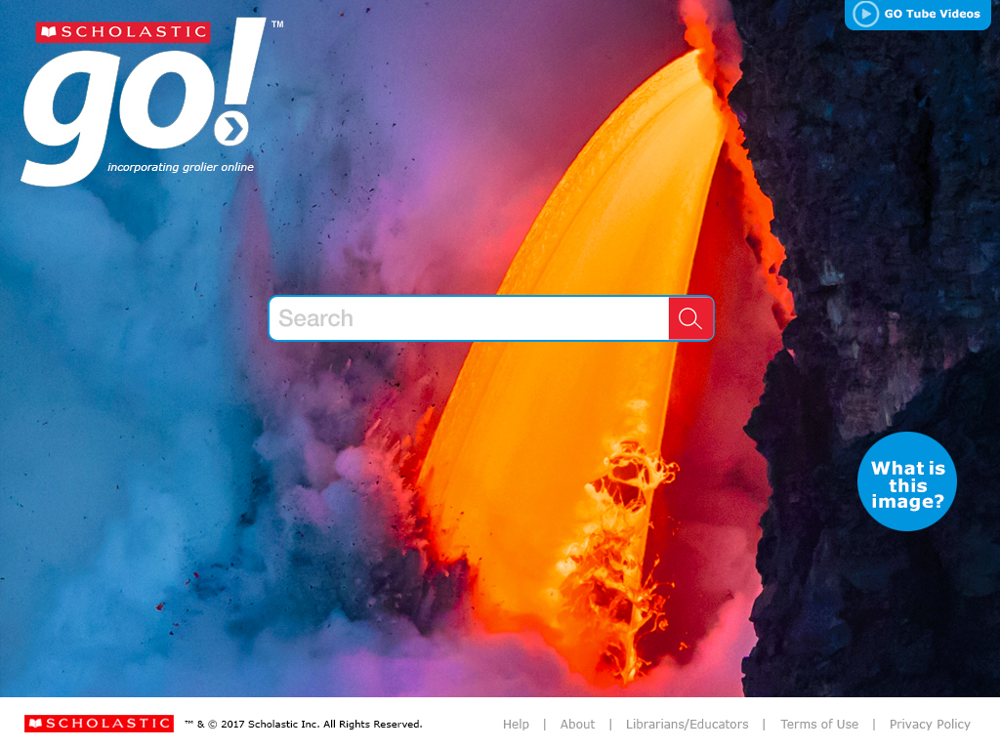 SCHOLASTIC
go!™
incorporating grolier online
GO Tube Videos
Search
What is
this
image?
SCHOLASTIC ™ & © 2017 Scholastic Inc. All Rights Reserved. Help | About | Librarians/Educators | Terms of Use | Privacy Policy